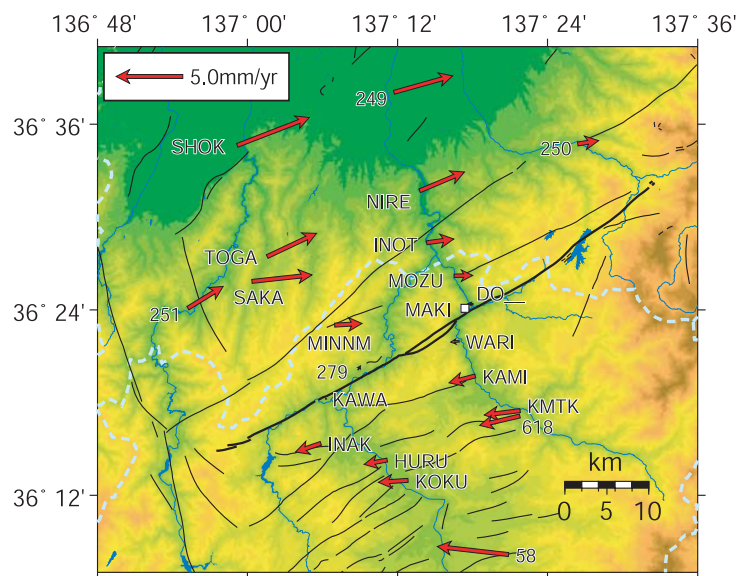 136˚ 48' 137˚ 00' 137˚ 12' 137˚ 24' 137˚ 36'
5.0mm/yr
249
36˚ 36'
SHOK
250
NIRE
INOT
TOGA
MOZU
SAKA
DO__
36˚ 24'
251
MAKI
MINNM
WARI
279
KAMI
KAWA
KMTK
618
INAK
HURU
km
KOKU
36˚ 12'
0 5 10
58